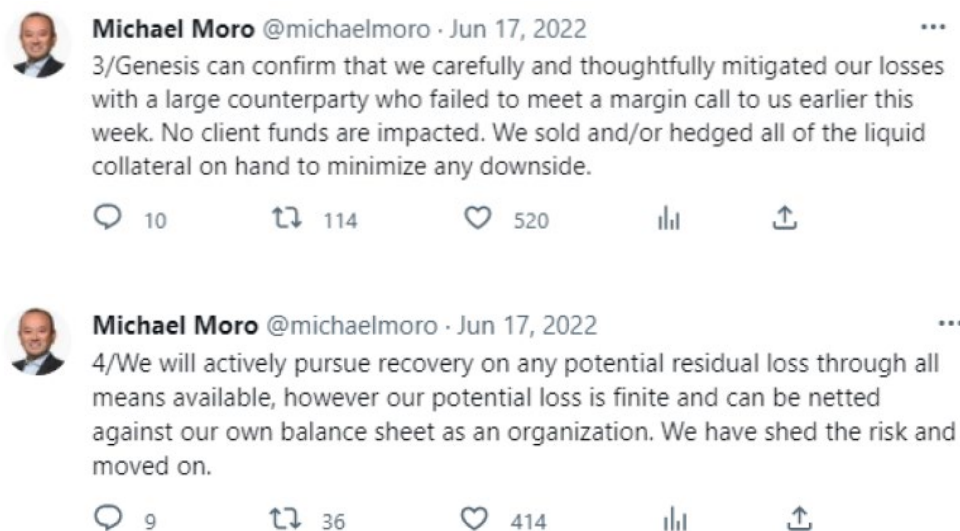 Michael Moro @michaelmoro · Jun 17, 2022
3/Genesis can confirm that we carefully and thoughtfully mitigated our losses
with a large counterparty who failed to meet a margin call to us earlier this
week. No client funds are impacted. We sold and/or hedged all of the liquid
collateral on hand to minimize any downside.
10 114 520
Michael Moro @michaelmoro · Jun 17, 2022
4/We will actively pursue recovery on any potential residual loss through all
means available, however our potential loss is finite and can be netted
against our own balance sheet as an organization. We have shed the risk and
moved on.
9 36 414